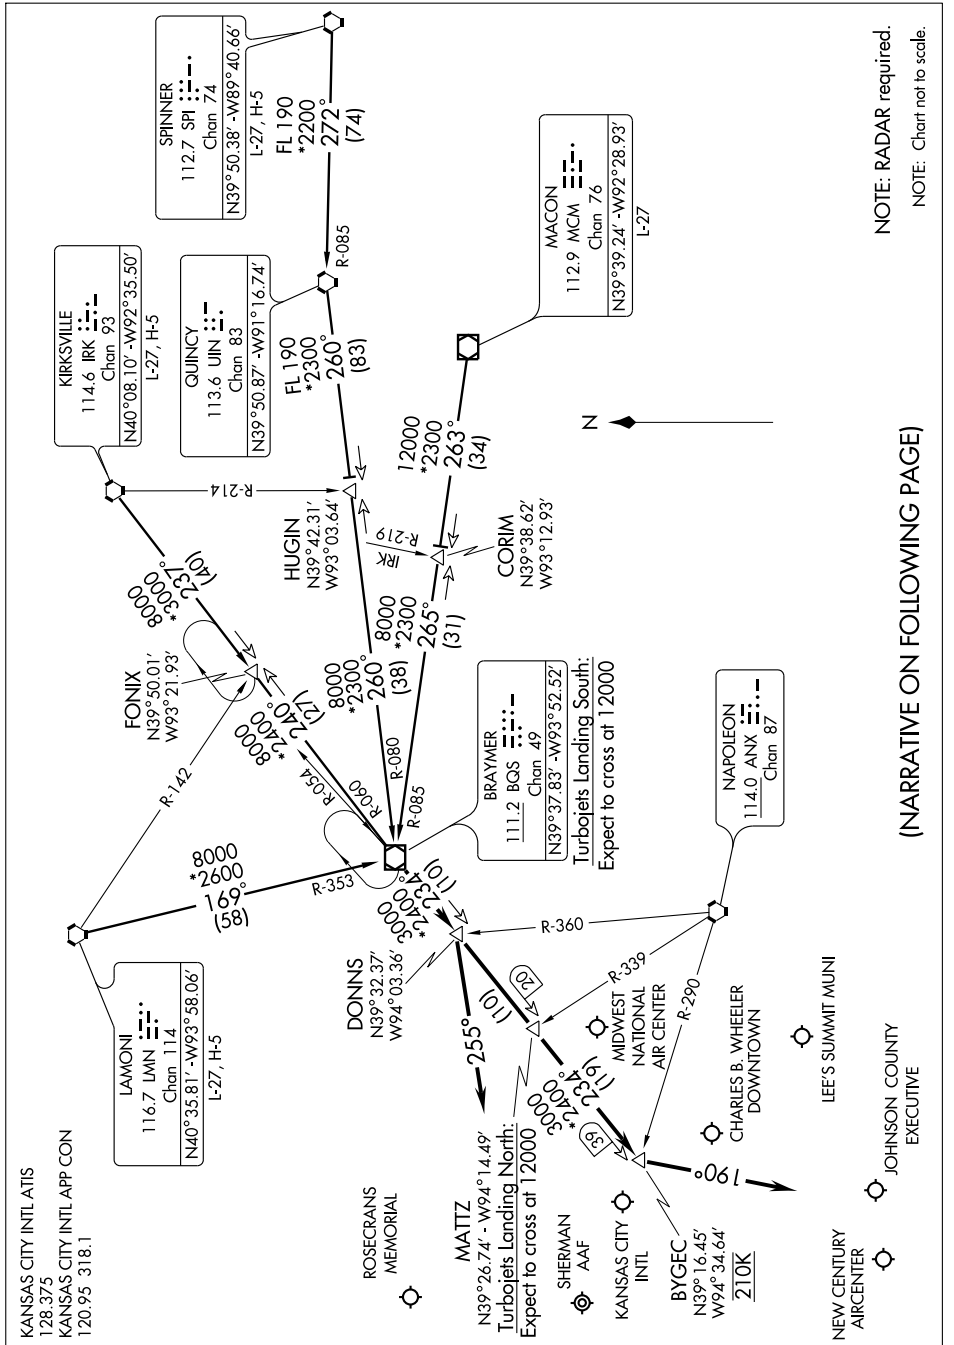 KANSAS CITY INTL ATIS
128.375
KANSAS CITY INTL APP CON
120.95 318.1
LAMONI
116.7 LMN
Chan 114
N40°35.81' -W93°58.06'
L-27, H-5
KIRKSVILLE
114.6 IRK
Chan 93
N40°08.10' -W92°35.50'
L-27, H-5
SPINNER
112.7 SPI
Chan 74
N39°50.38' -W89°40.66'
L-27, H-5
QUINCY
113.6 UIN
Chan 83
N39°50.87' -W91°16.74'
MACON
112.9 MCM
Chan 76
N39°39.24' -W92°28.93'
L-27
FL 190
*2200
272°
(74)
R-085
FL 190
*2300
260°
(83)
12000
*2300
263°
(34)
R-214
8000
*3000
237°
(40)
FONIX
N39°50.01'
W93°21.93'
HUGIN
N39°42.31'
W93°03.64'
R-219
IRK
CORIM
N39°38.62'
W93°12.93'
R-142
8000
*2400
240°
(27)
R-054
R-060
8000
*2300
260°
(38)
R-080
8000
*2300
265°
(31)
R-085
8000
*2600
169°
(58)
R-353
BRAYMER
111.2 BQS
Chan 49
N39°37.83' -W93°52.52'
Turbojets Landing South:
Expect to cross at 12000
NAPOLEON
114.0 ANX
Chan 87
DONNS
N39°32.37'
W94°03.36'
3000
*2400
234°
(10)
R-360
R-339
R-290
255°
(10)
20
MATTZ
N39°26.74' - W94°14.49'
Turbojets Landing North:
Expect to cross at 12000
3000
*2400
234°
(19)
39
BYGEC
N39°16.45'
W94°34.64'
210K
190°
ROSECRANS
MEMORIAL
SHERMAN
AAF
KANSAS CITY
INTL
MIDWEST
NATIONAL
AIR CENTER
CHARLES B. WHEELER
DOWNTOWN
LEE'S SUMMIT MUNI
JOHNSON COUNTY
EXECUTIVE
NEW CENTURY
AIRCENTER
N
NOTE: RADAR required.
NOTE: Chart not to scale.
(NARRATIVE ON FOLLOWING PAGE)